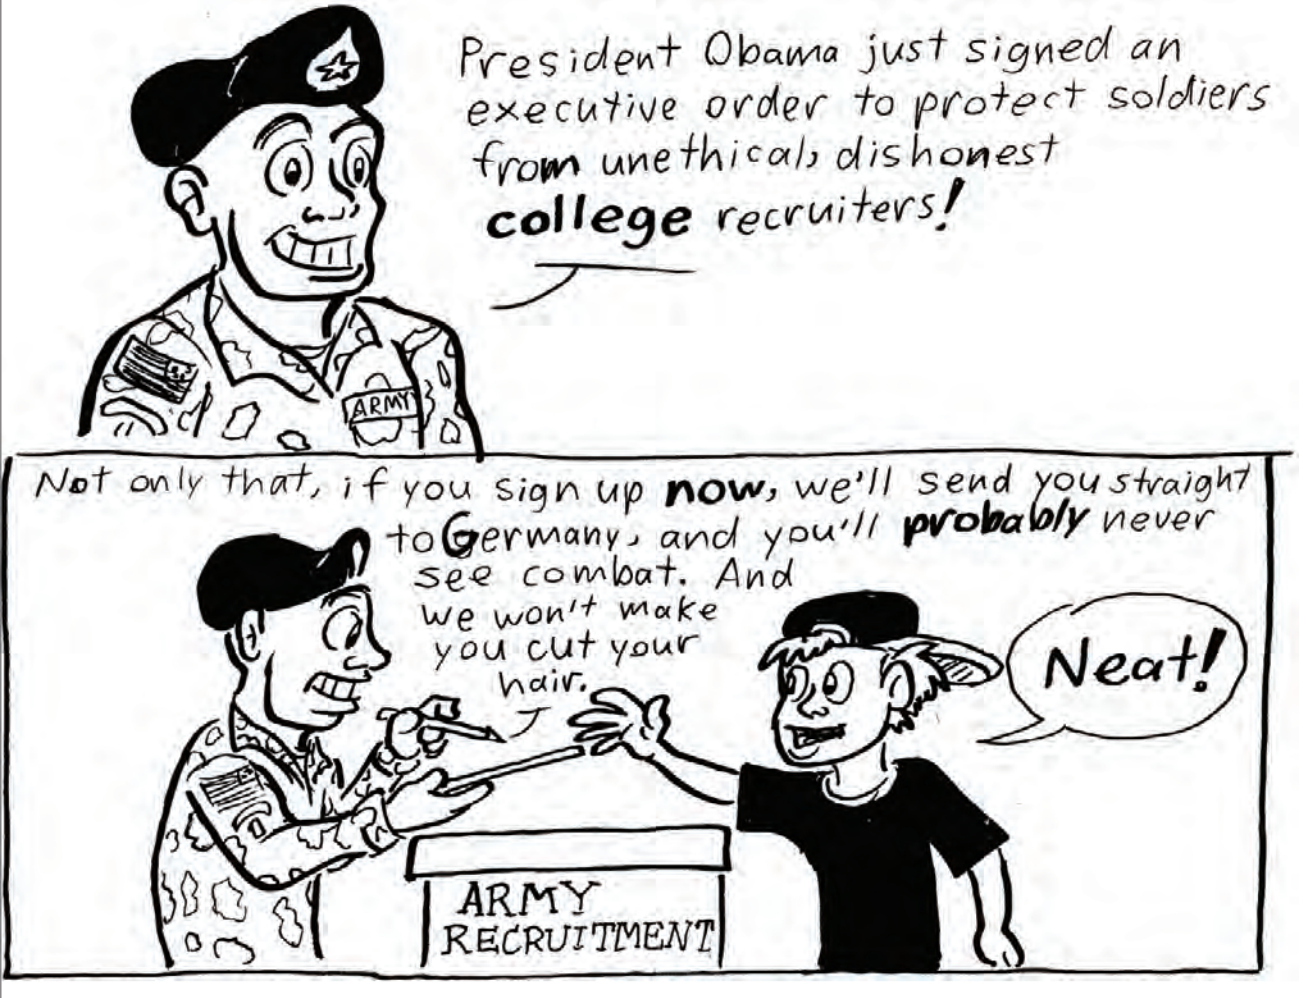 President Obama just signed an
executive order to protect soldiers
from unethical, dishonest
college recruiters!
ARMY
Not only that, if you sign up now, we'll send you straight
to Germany, and you'll probably never
see combat. And
we won't make
you cut your
hair.
Neat!
ARMY
RECRUITMENT